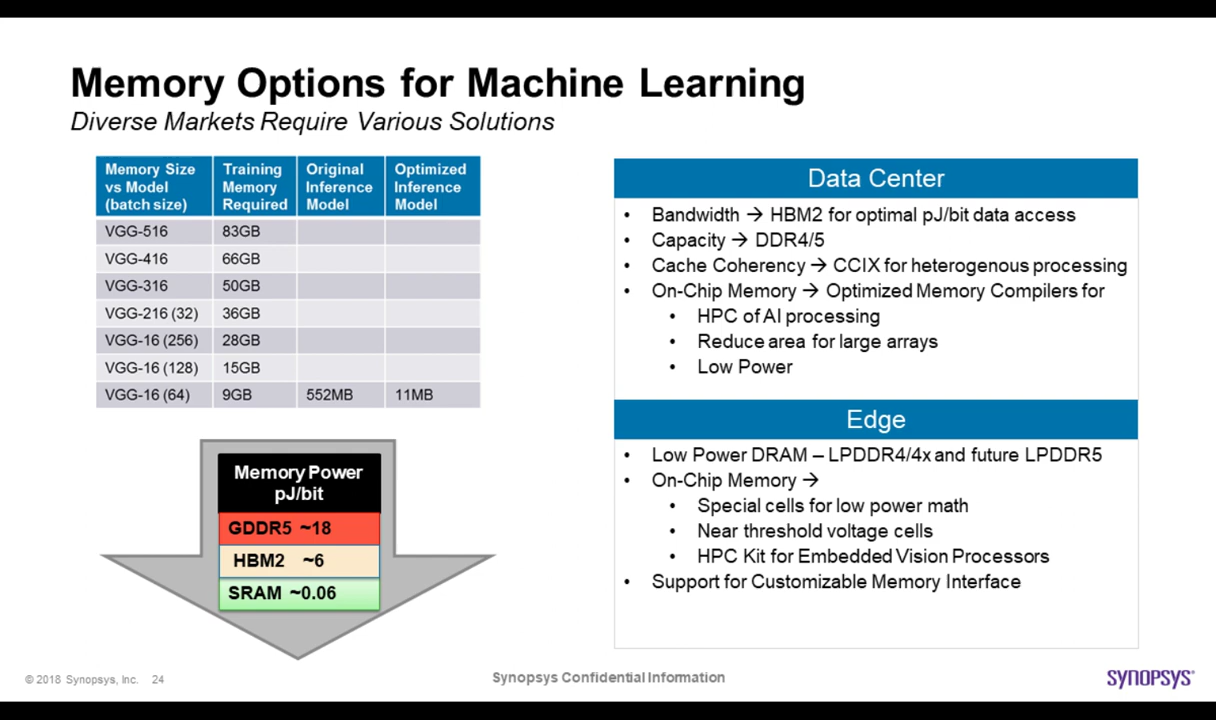 Memory Options for Machine Learning
Diverse Markets Require Various Solutions
Memory Size vs Model (batch size) Training Memory Required Original Inference Model Optimized Inference Model
VGG-516 83GB
VGG-416 66GB
VGG-316 50GB
VGG-216 (32) 36GB
VGG-16 (256) 28GB
VGG-16 (128) 15GB
VGG-16 (64) 9GB 552MB 11MB
Memory Power
pJ/bit
GDDR5 ~18
HBM2 ~6
SRAM ~0.06
Data Center
• Bandwidth → HBM2 for optimal pJ/bit data access
• Capacity → DDR4/5
• Cache Coherency → CCIX for heterogenous processing
• On-Chip Memory → Optimized Memory Compilers for
• HPC of AI processing
• Reduce area for large arrays
• Low Power
Edge
• Low Power DRAM – LPDDR4/4x and future LPDDR5
• On-Chip Memory →
• Special cells for low power math
• Near threshold voltage cells
• HPC Kit for Embedded Vision Processors
• Support for Customizable Memory Interface
© 2018 Synopsys, Inc. 24
Synopsys Confidential Information
SYNOPSYS®